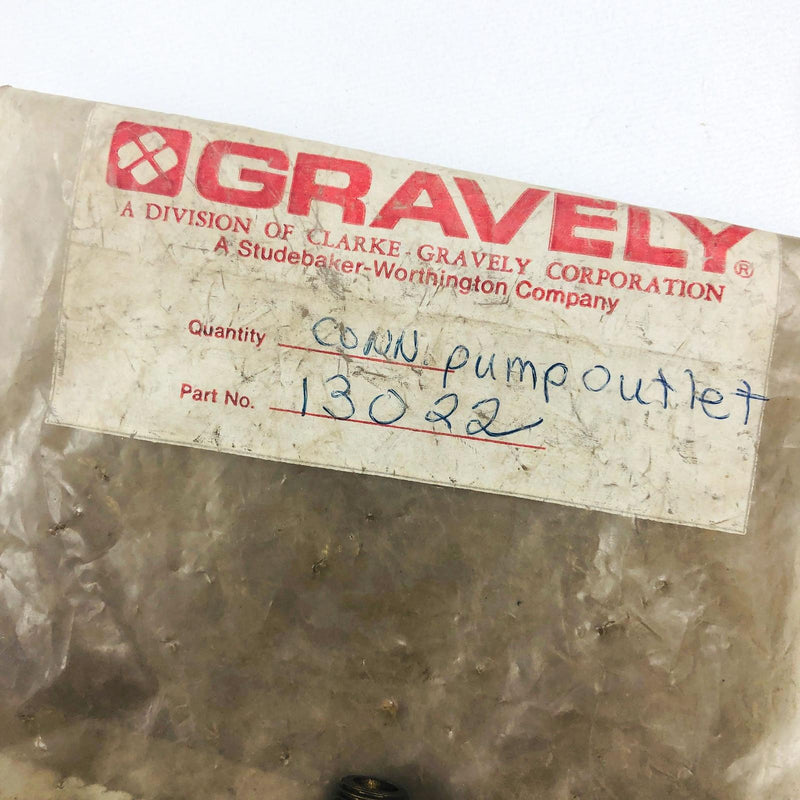 GRAVELY®
A DIVISION OF CLARKE-GRAVELY CORPORATION
A Studebaker-Worthington Company
Quantity CONN. pump outlet
Part No. 13022